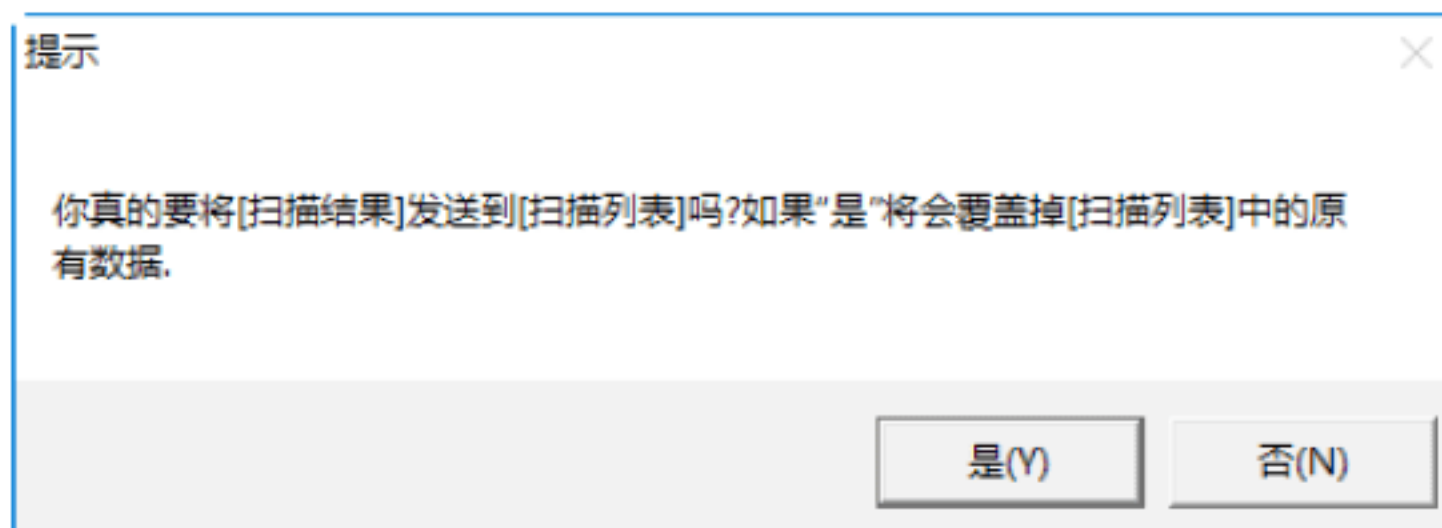 提示
你真的要将[扫描结果]发送到[扫描列表]吗?如果“是”将会覆盖掉[扫描列表]中的原
有数据.
是(Y)
否(N)